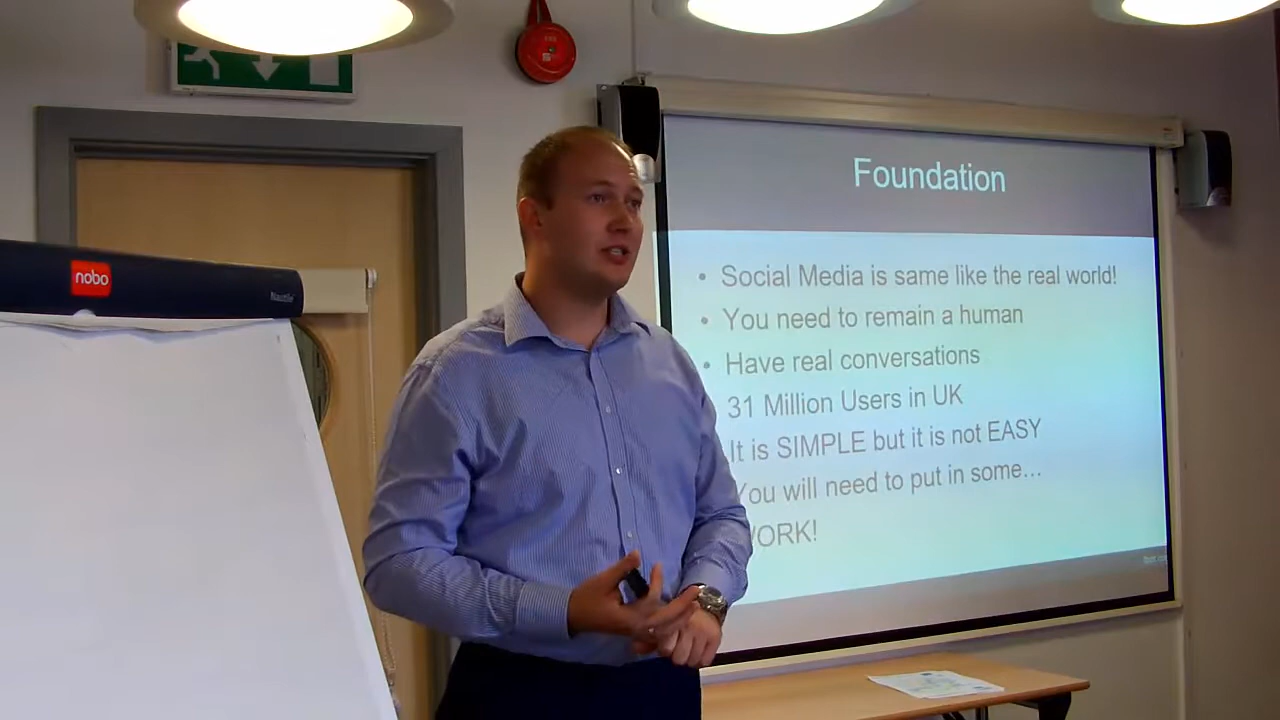 nobo
Nautile
Foundation
• Social Media is same like the real world!
• You need to remain a human
• Have real conversations
31 Million Users in UK
It is SIMPLE but it is not EASY
You will need to put in some...
WORK!